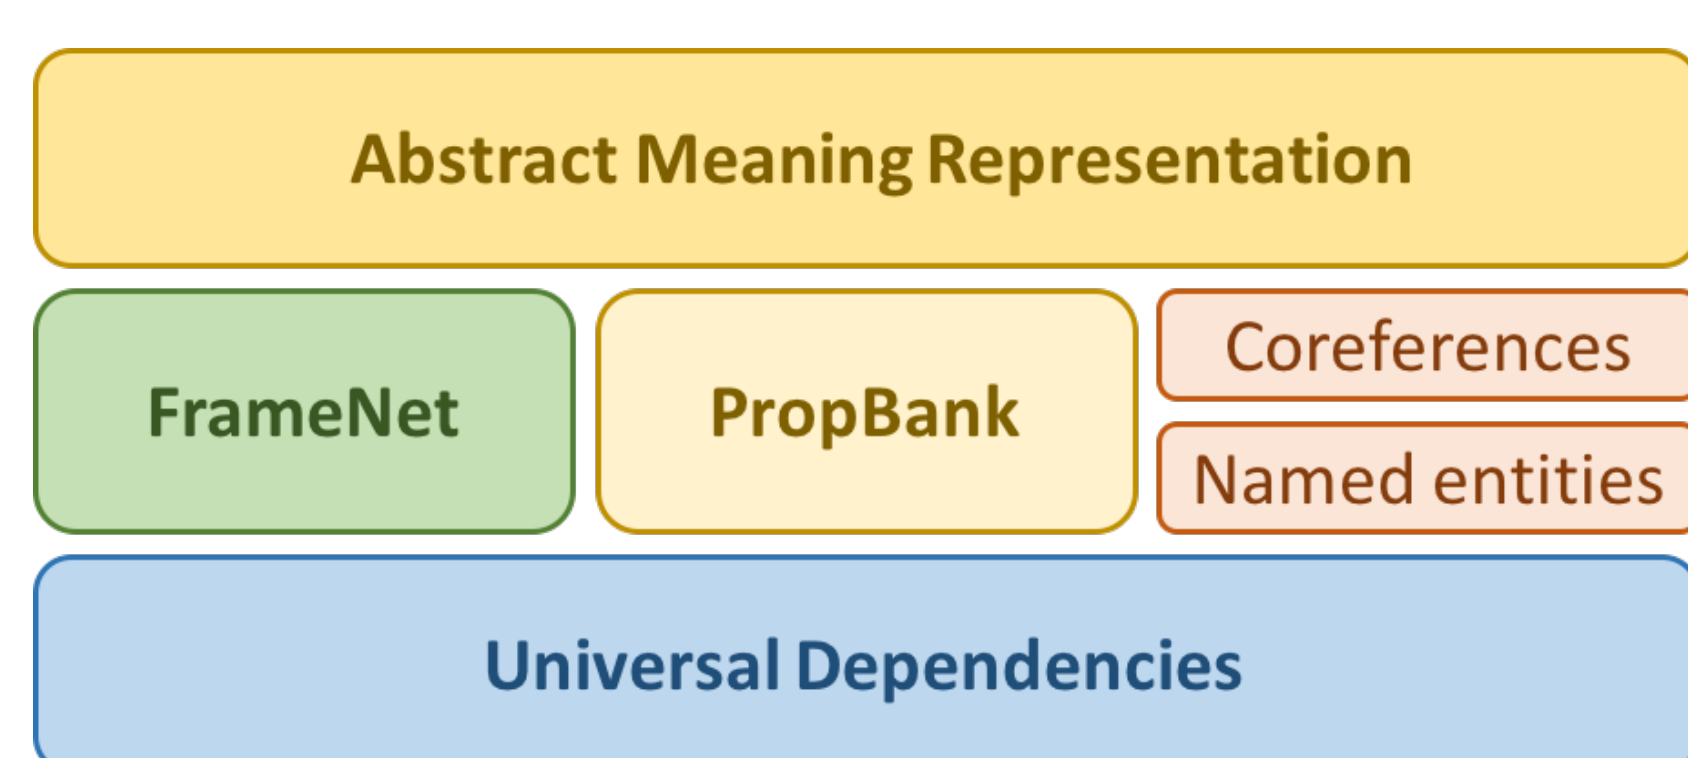 Abstract Meaning Representation
FrameNet
PropBank
Coreferences
Named entities
Universal Dependencies